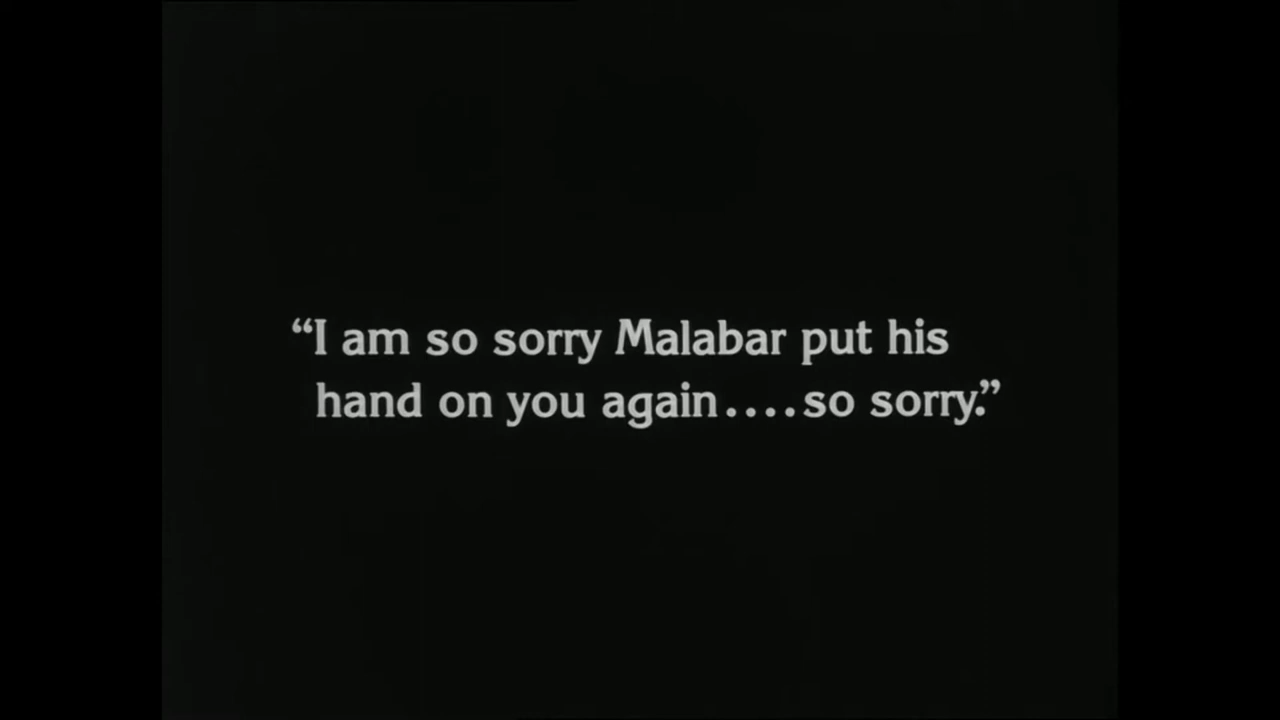 “I am so sorry Malabar put his
hand on you again....so sorry.”